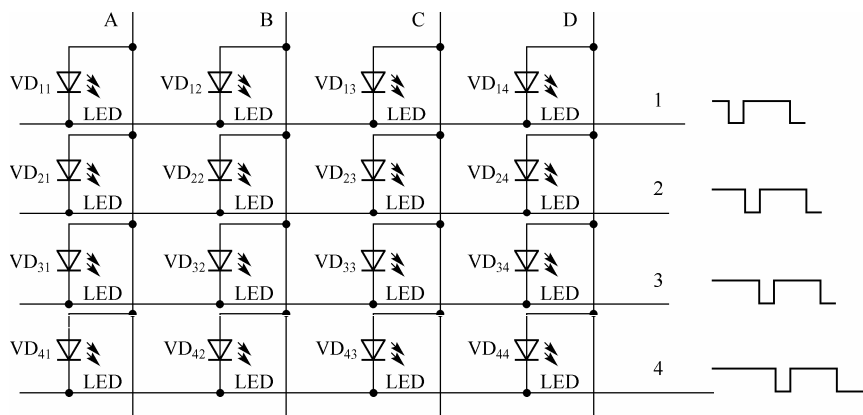 A B C D
VD₁₁ VD₁₂ VD₁₃ VD₁₄ 1
LED LED LED LED
VD₂₁ VD₂₂ VD₂₃ VD₂₄ 2
LED LED LED LED
VD₃₁ VD₃₂ VD₃₃ VD₃₄ 3
LED LED LED LED
VD₄₁ VD₄₂ VD₄₃ VD₄₄ 4
LED LED LED LED